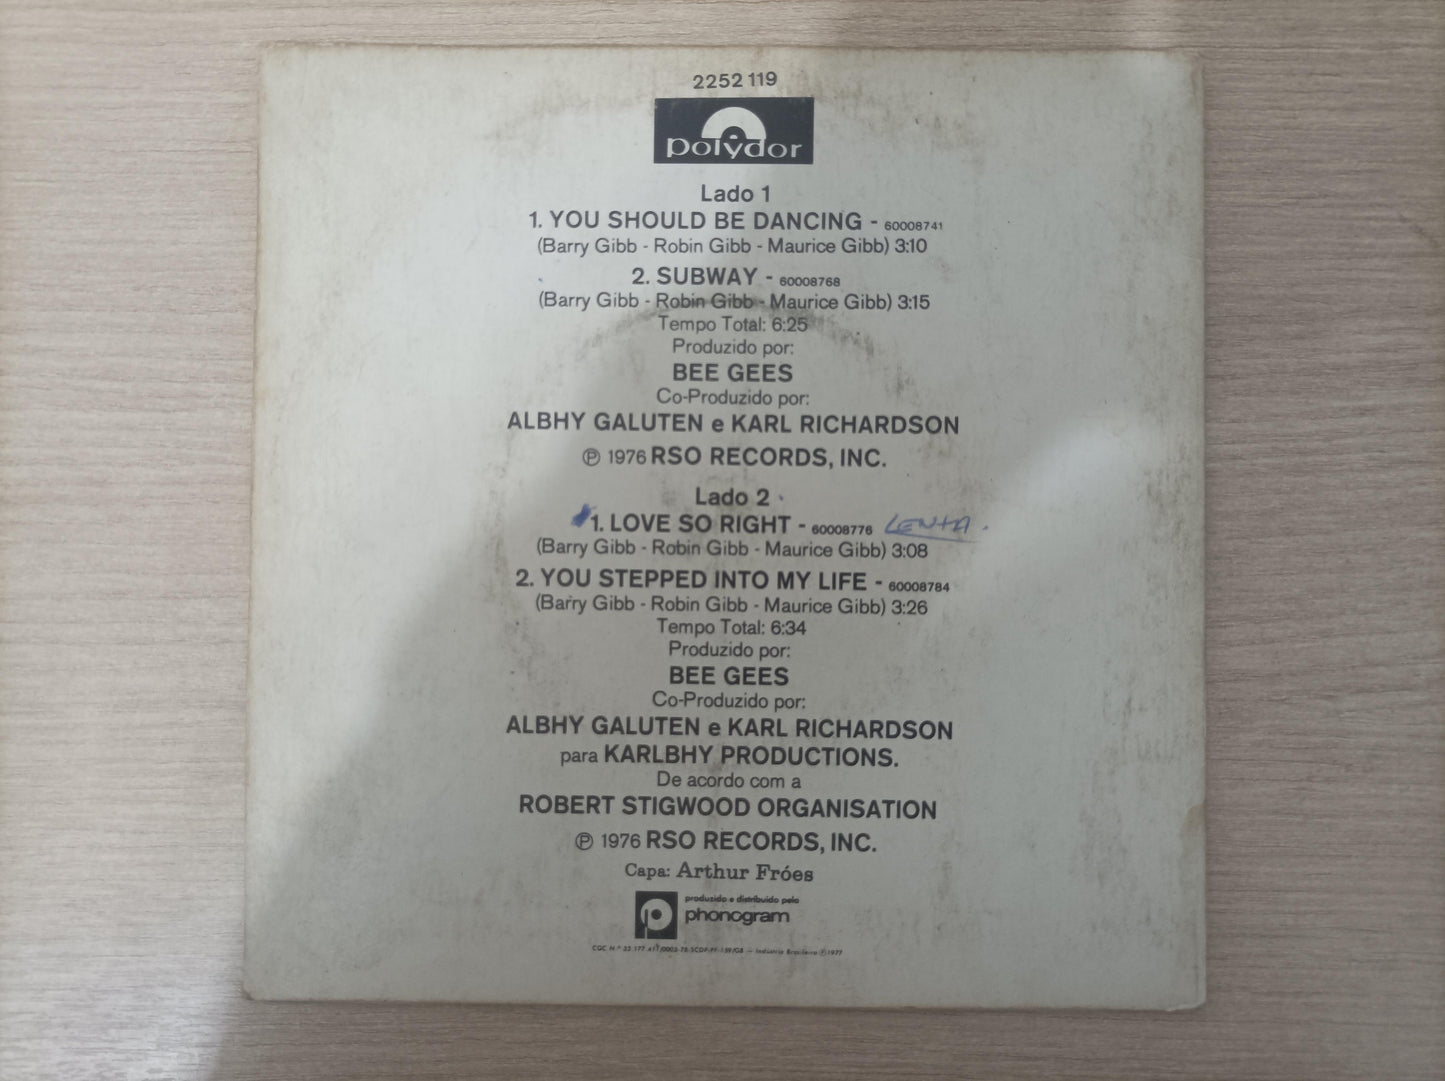 2252 119
polydor
Lado 1
1. YOU SHOULD BE DANCING - 60008741
(Barry Gibb - Robin Gibb - Maurice Gibb) 3:10
2. SUBWAY - 60008768
(Barry Gibb - Robin Gibb - Maurice Gibb) 3:15
Tempo Total: 6:25
Produzido por:
BEE GEES
Co-Produzido por:
ALBHY GALUTEN e KARL RICHARDSON
℗ 1976 RSO RECORDS, INC.
Lado 2
1. LOVE SO RIGHT - 60008776 LENTA.
(Barry Gibb - Robin Gibb - Maurice Gibb) 3:08
2. YOU STEPPED INTO MY LIFE - 60008784
(Barry Gibb - Robin Gibb - Maurice Gibb) 3:26
Tempo Total: 6:34
Produzido por:
BEE GEES
Co-Produzido por:
ALBHY GALUTEN e KARL RICHARDSON
para KARLBHY PRODUCTIONS.
De acordo com a
ROBERT STIGWOOD ORGANISATION
℗ 1976 RSO RECORDS, INC.
Capa: Arthur Fróes
produzido e distribuido pela
phonogram
CGC N.º — Indústria Brasileira ℗ 1977